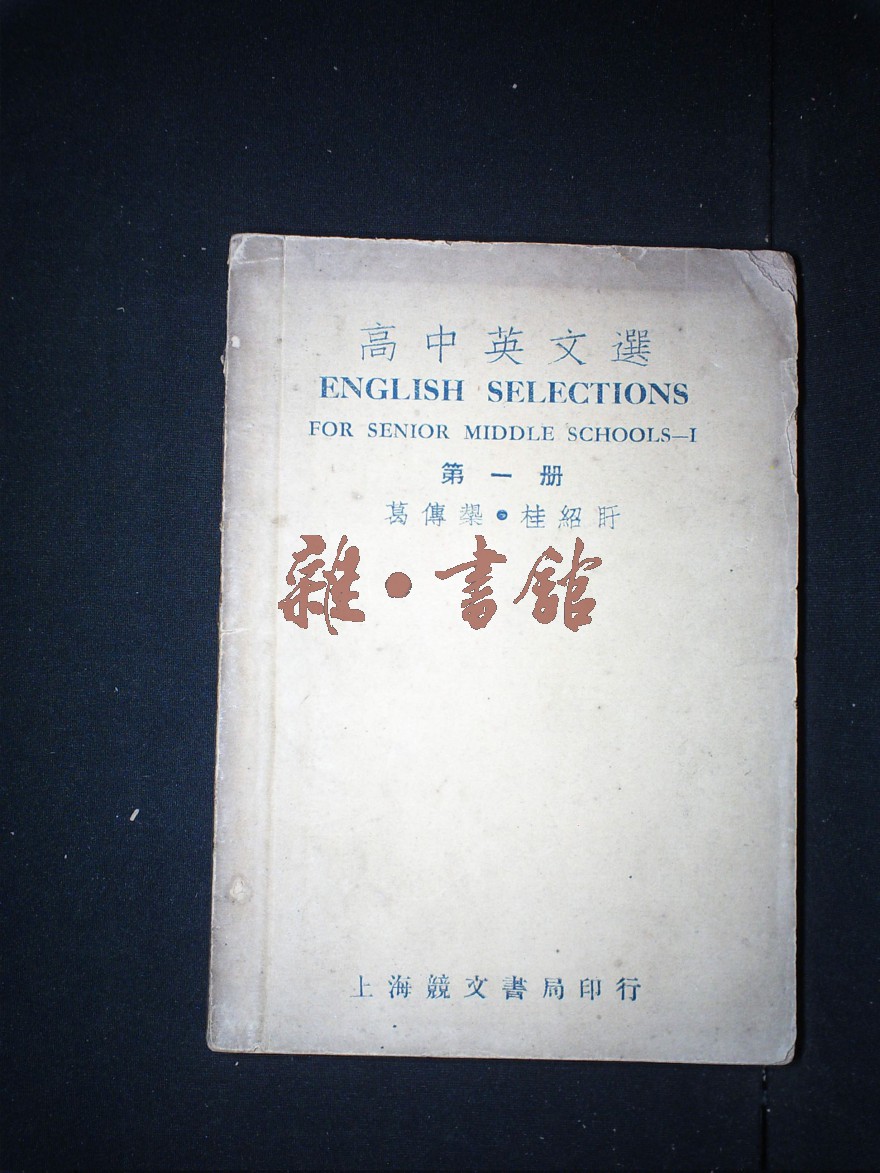 高中英文選
ENGLISH SELECTIONS
FOR SENIOR MIDDLE SCHOOLS—I
第一册
葛傳槼•桂紹盱
雜•書館
上海競文書局印行